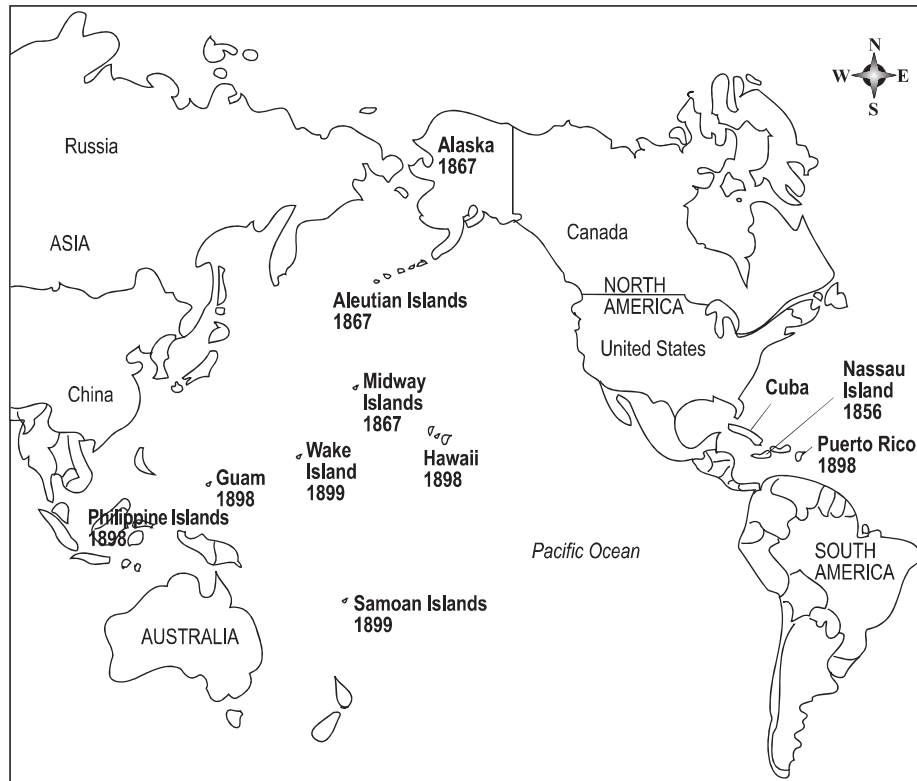 N
W E
S
Russia
Alaska
1867
ASIA
Canada
NORTH
AMERICA
Aleutian Islands
1867
United States
China
Midway
Islands
1867
Cuba
Nassau
Island
1856
Wake
Island
1899
Hawaii
1898
Puerto Rico
1898
Guam
1898
Philippine Islands
1898
Pacific Ocean
SOUTH
AMERICA
Samoan Islands
1899
AUSTRALIA